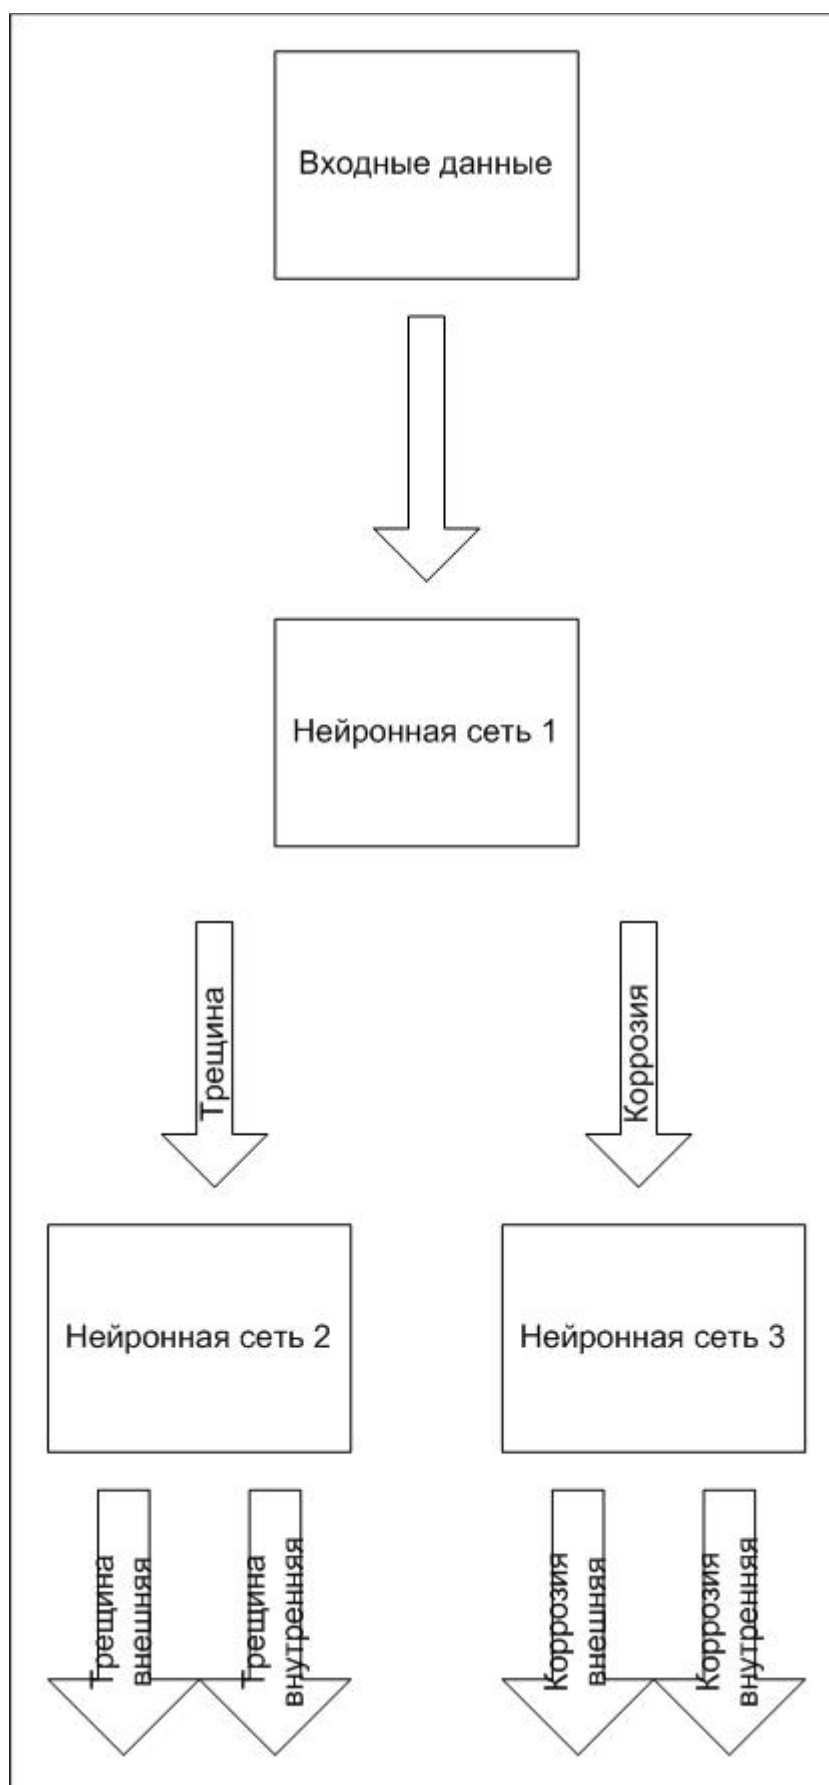 Входные данные
Нейронная сеть 1
Трещина
Коррозия
Нейронная сеть 2
Нейронная сеть 3
Трещина
внешняя
Трещина
внутренняя
Коррозия
внешняя
Коррозия
внутренняя